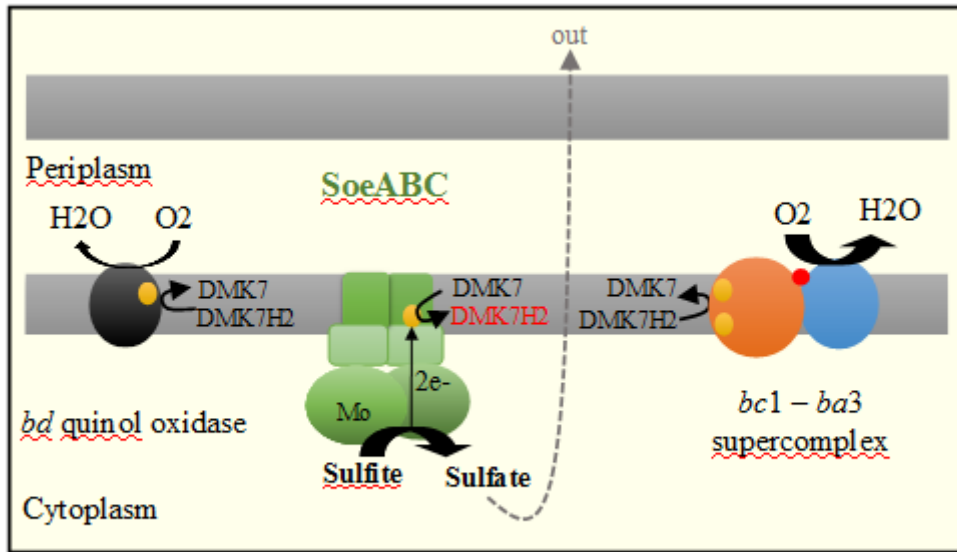 out
Periplasm
SoeABC
H2O
O2
O2
H2O
DMK7
DMK7H2
DMK7
DMK7H2
DMK7
DMK7H2
2e-
Mo
bd quinol oxidase
bc1 – ba3
supercomplex
Sulfite
Sulfate
Cytoplasm